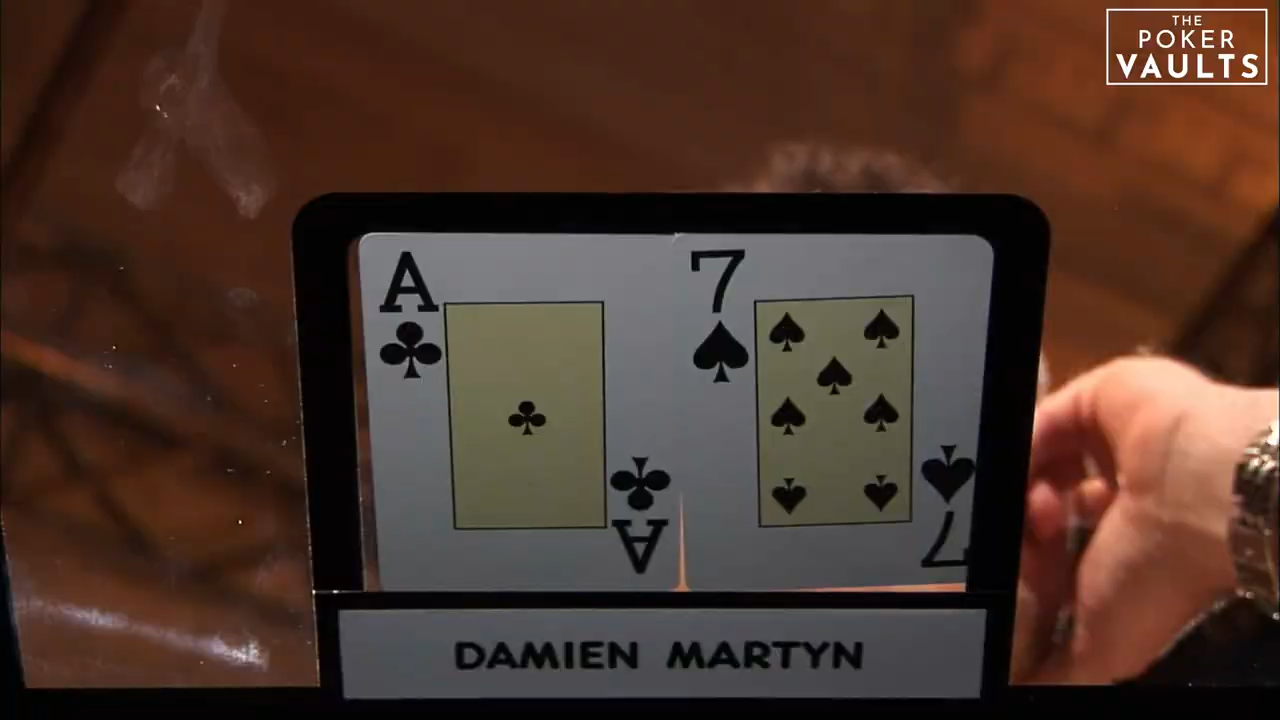 THE
POKER
VAULTS
A 7
A 7
DAMIEN MARTYN